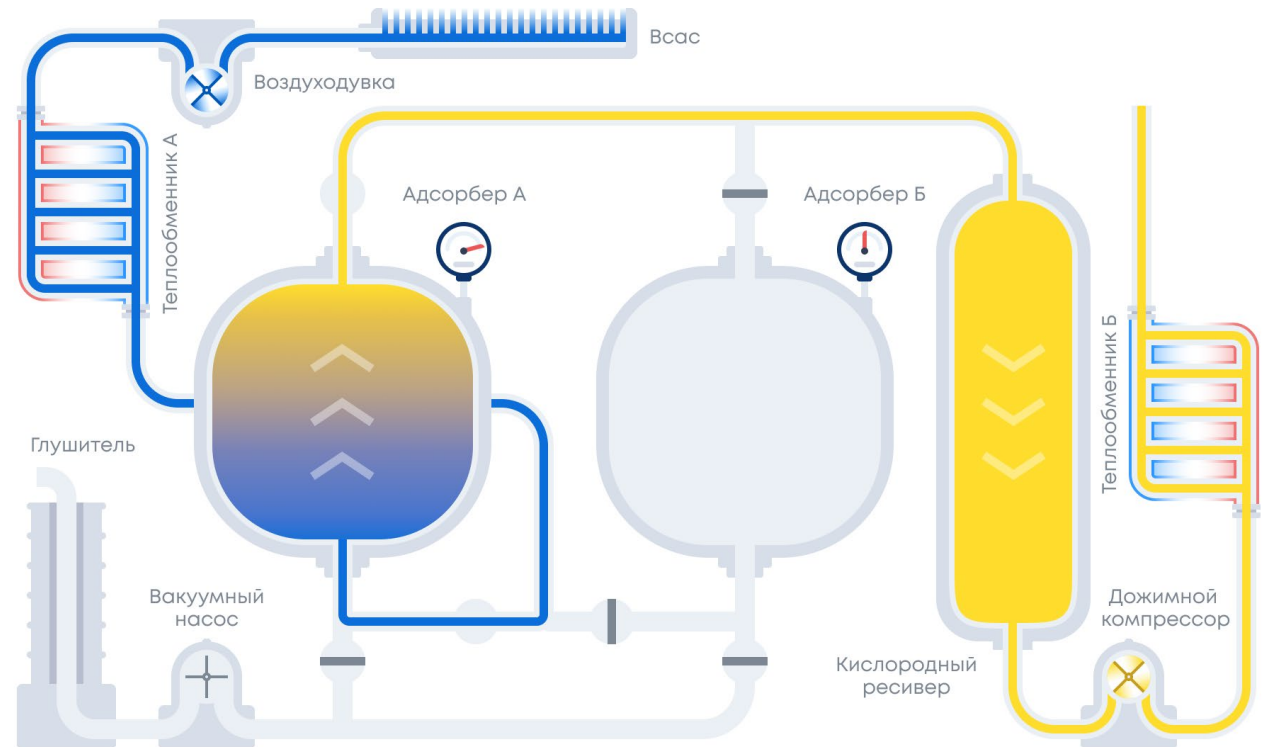 Всас
Воздуходувка
Теплообменник А
Адсорбер А
Адсорбер Б
Теплообменник Б
Глушитель
Вакуумный
насос
Дожимной
компрессор
Кислородный
ресивер